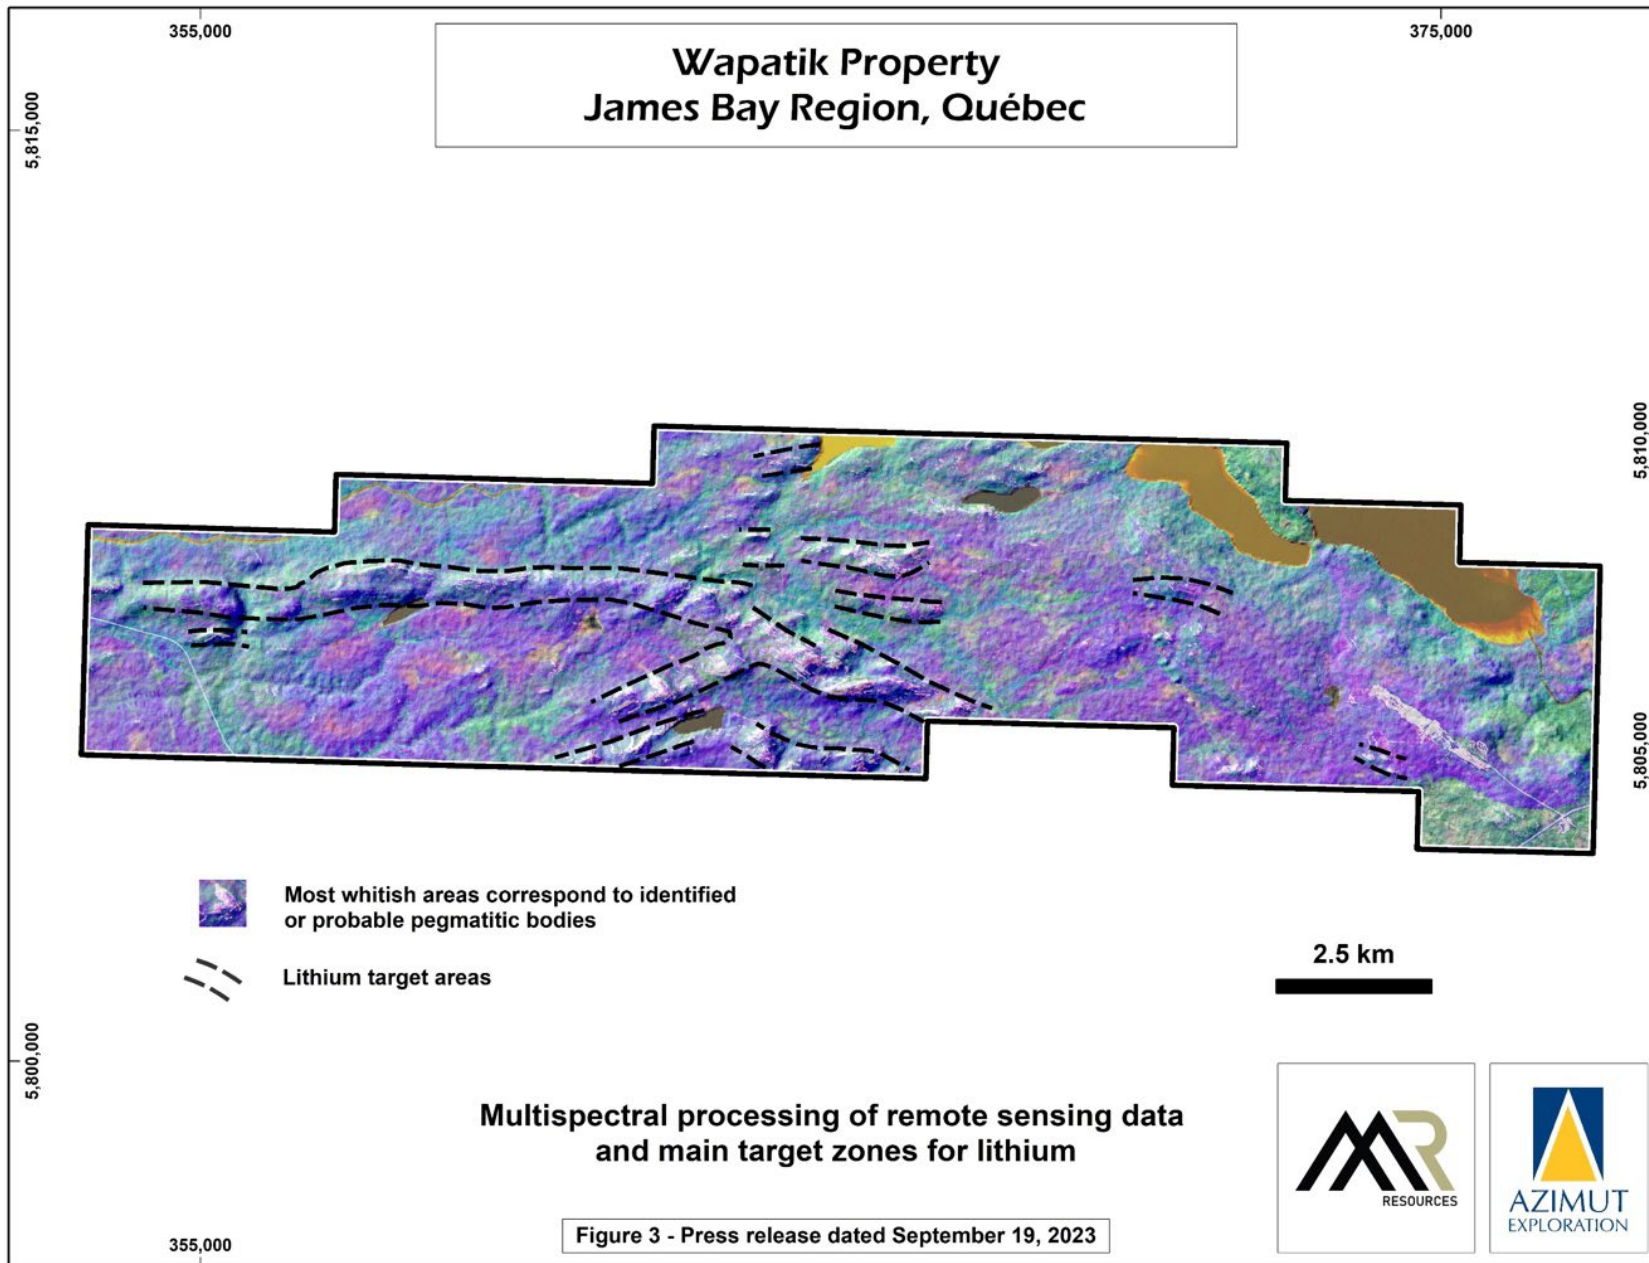 355,000
375,000
Wapatik Property
James Bay Region, Québec
5,815,000
5,810,000
5,805,000
Most whitish areas correspond to identified
or probable pegmatitic bodies
Lithium target areas
2.5 km
5,800,000
Multispectral processing of remote sensing data
and main target zones for lithium
Figure 3 - Press release dated September 19, 2023
355,000
MR
RESOURCES
AZIMUT
EXPLORATION